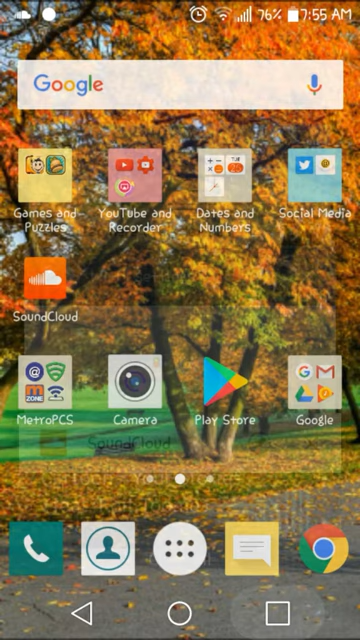 76% 7:55 AM
Google
Games and Puzzles
YouTube and Recorder
Dates and Numbers
Social Media
SoundCloud
MetroPCS
Camera
Play Store
Google
SoundCloud